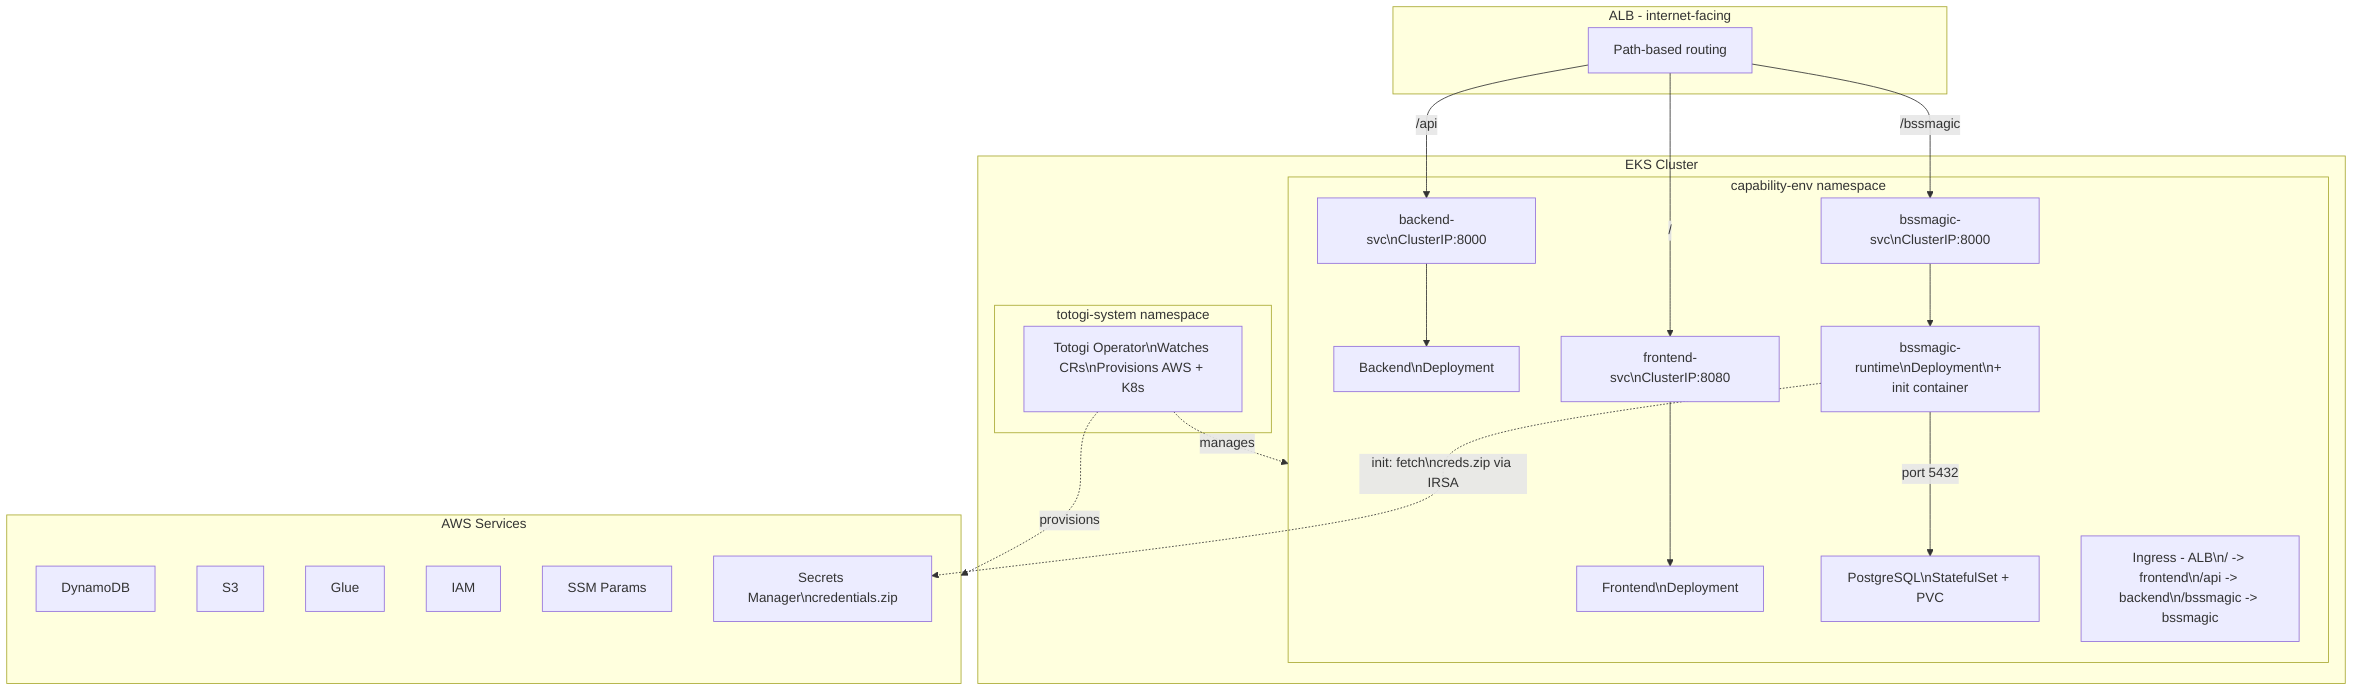 ALB - internet-facing
Path-based routing
/api
/
/bssmagic
EKS Cluster
capability-env namespace
backend-
svc\nClusterIP:8000
bssmagic-
svc\nClusterIP:8000
totogi-system namespace
Totogi Operator\nWatches
CRs\nProvisions AWS +
K8s
Backend\nDeployment
frontend-
svc\nClusterIP:8080
bssmagic-
runtime\nDeployment\n+
init container
manages
init: fetch\ncreds.zip via
IRSA
port 5432
provisions
AWS Services
DynamoDB
S3
Glue
IAM
SSM Params
Secrets
Manager\ncredentials.zip
Frontend\nDeployment
PostgreSQL\nStatefulSet +
PVC
Ingress - ALB\n/ ->
frontend\n/api ->
backend\n/bssmagic ->
bssmagic